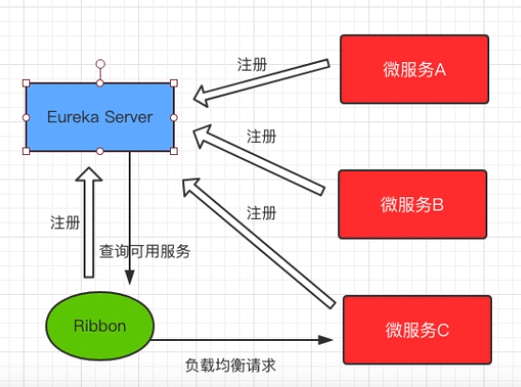 注册
微服务A
Eureka Server
注册
微服务B
注册
注册
查询可用服务
Ribbon
微服务C
负载均衡请求